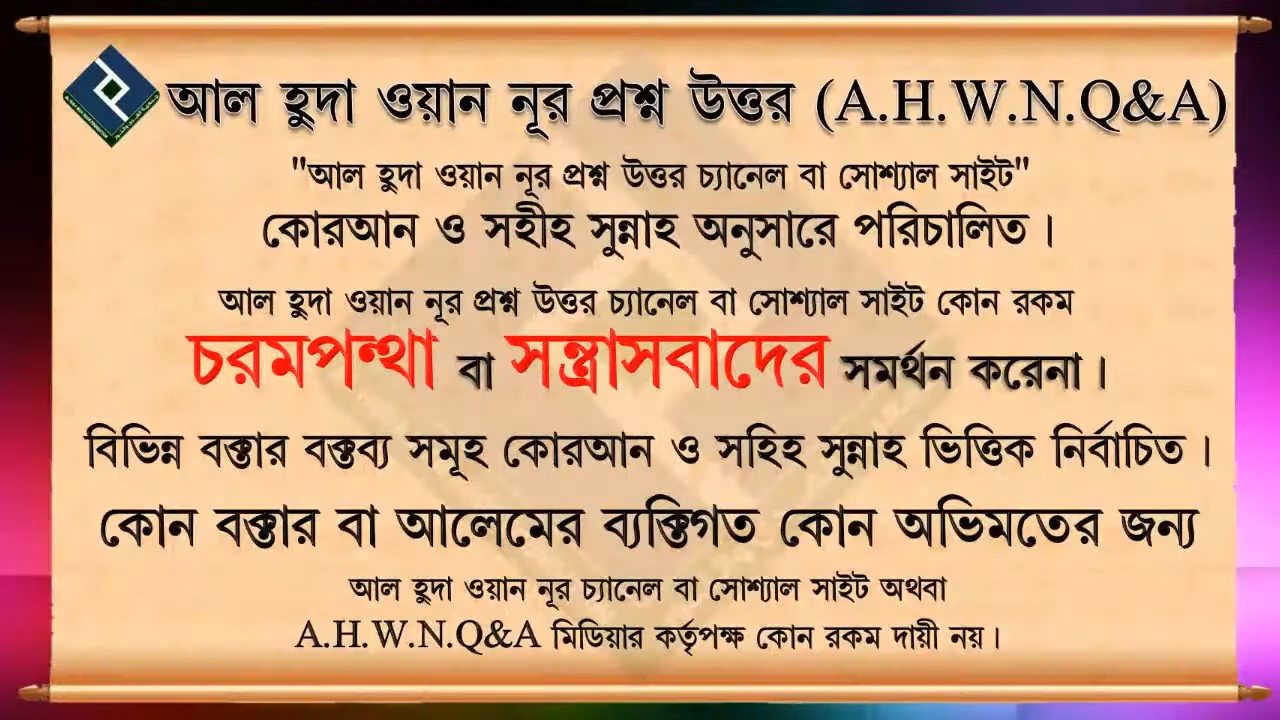 আল হুদা ওয়ান নূর প্রশ্ন উত্তর (A.H.W.N.Q&A)
"আল হুদা ওয়ান নূর প্রশ্ন উত্তর চ্যানেল বা সোশ্যাল সাইট"
কোরআন ও সহীহ সুন্নাহ অনুসারে পরিচালিত।
আল হুদা ওয়ান নূর প্রশ্ন উত্তর চ্যানেল বা সোশ্যাল সাইট কোন রকম
চরমপন্থা বা সন্ত্রাসবাদের সমর্থন করেনা।
বিভিন্ন বক্তার বক্তব্য সমূহ কোরআন ও সহিহ সুন্নাহ ভিত্তিক নির্বাচিত।
কোন বক্তার বা আলেমের ব্যক্তিগত কোন অভিমতের জন্য
আল হুদা ওয়ান নূর চ্যানেল বা সোশ্যাল সাইট অথবা
A.H.W.N.Q&A মিডিয়ার কর্তৃপক্ষ কোন রকম দায়ী নয়।